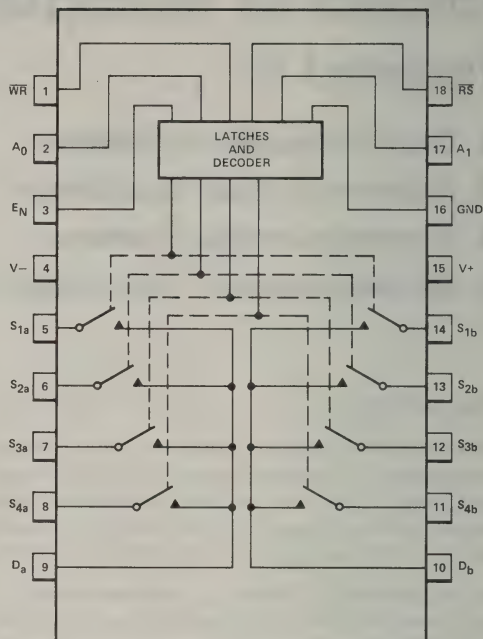 WR 1
18 RS
A0 2
17 A1
LATCHES
AND
DECODER
EN 3
16 GND
V− 4
15 V+
S1a 5
14 S1b
S2a 6
13 S2b
S3a 7
12 S3b
S4a 8
11 S4b
Da 9
10 Db